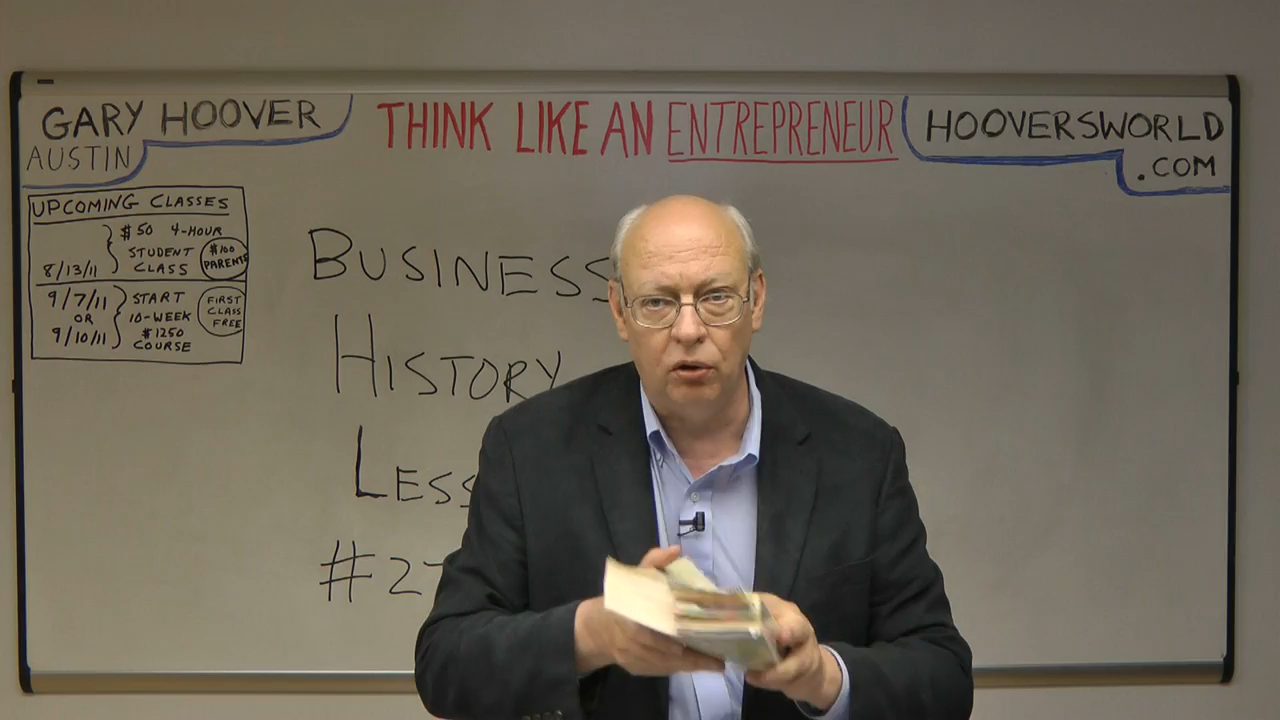 GARY HOOVER
AUSTIN
THINK LIKE AN ENTREPRENEUR
HOOVERSWORLD
.COM
UPCOMING CLASSES
8/13/11
$50 4-HOUR
STUDENT
CLASS
$100
PARENTS
9/7/11
OR
9/10/11
START
10-WEEK
$1250
COURSE
FIRST
CLASS
FREE
BUSINESS
HISTORY
LESS
#2